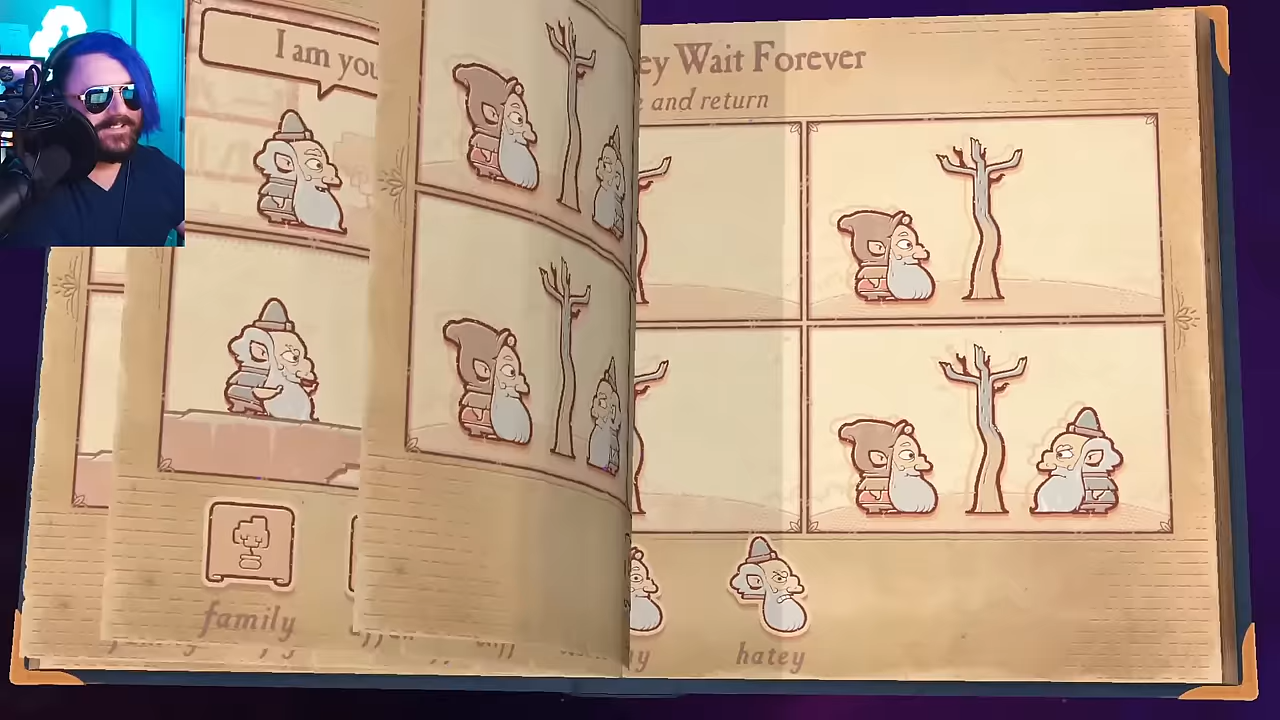 I am you
ey Wait Forever
and return
family
hatey